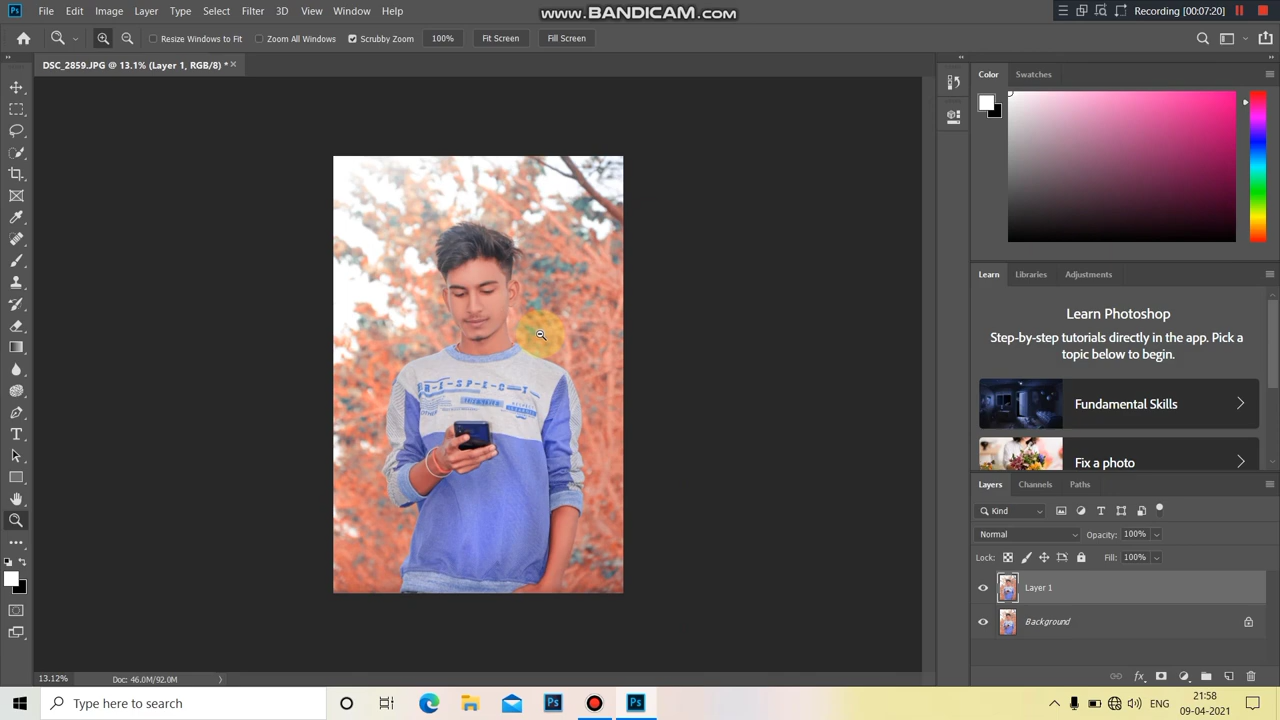 Ps File Edit Image Layer Type Select Filter 3D View Window Help
www.BANDICAM.com
Recording [00:07:20]
Resize Windows to Fit Zoom All Windows Scrubby Zoom 100% Fit Screen Fill Screen
DSC_2859.JPG @ 13.1% (Layer 1, RGB/8) * ×
Color Swatches
Learn Libraries Adjustments
Learn Photoshop
Step-by-step tutorials directly in the app. Pick a
topic below to begin.
Fundamental Skills
Fix a photo
Layers Channels Paths
Kind
Normal Opacity: 100%
Lock: Fill: 100%
Layer 1
Background
13.12% Doc: 46.0M/92.0M
Type here to search
Ps Ps
ENG
21:58
09-04-2021